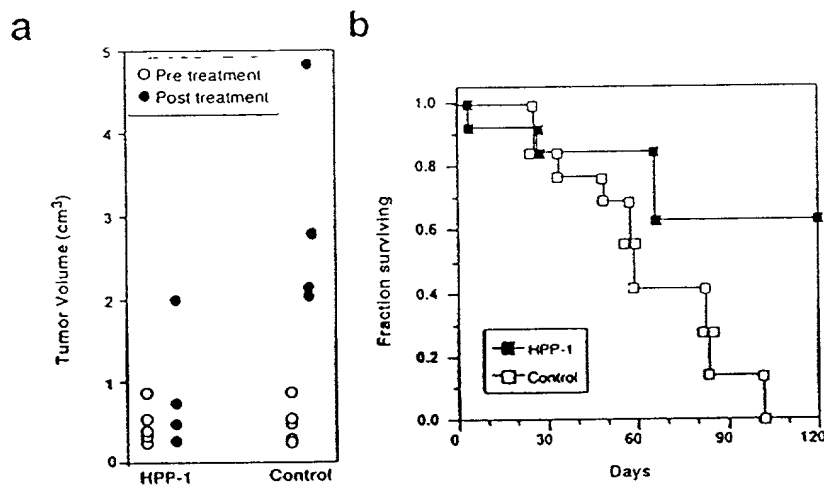 a
b
Pre treatment
Post treatment
5
4
3
2
1
0
Tumor Volume (cm³)
HPP-1
Control
1.0
0.8
0.6
0.4
0.2
0.0
Fraction surviving
HPP-1
Control
0
30
60
90
120
Days